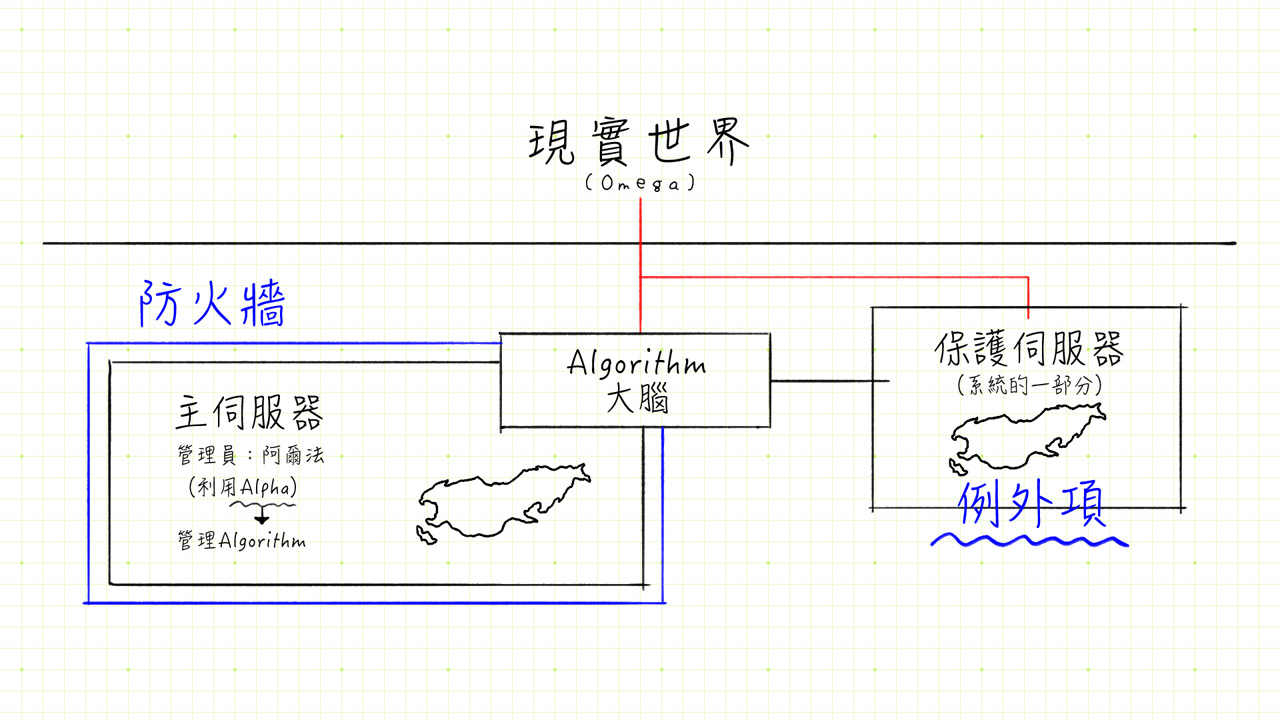 現實世界
(Omega)
防火牆
Algorithm
大腦
主伺服器
管理員：阿爾法
(利用Alpha)
管理Algorithm
保護伺服器
(系統的一部分)
例外項